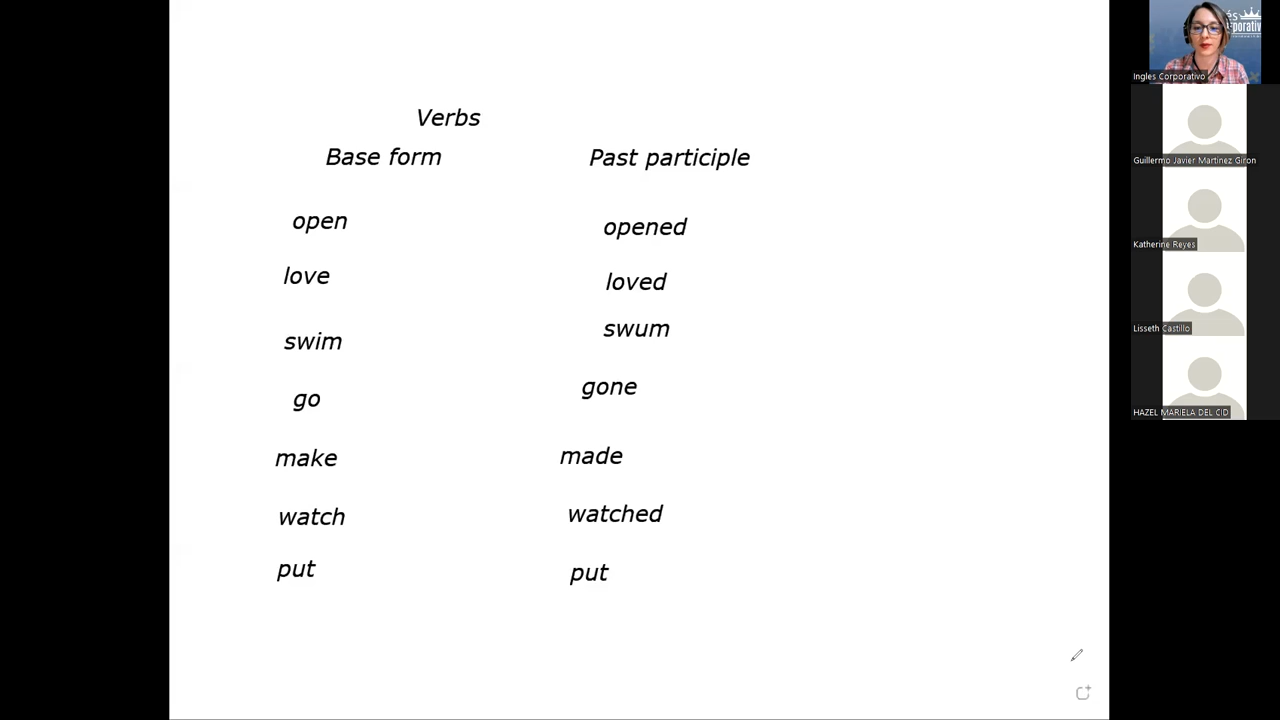 Verbs
Base form Past participle
open opened
love loved
swim swum
go gone
make made
watch watched
put put
Ingles Corporativo
Guillermo Javier Martinez Giron
Katherine Reyes
Lisseth Castillo
HAZEL MARIELA DEL CID